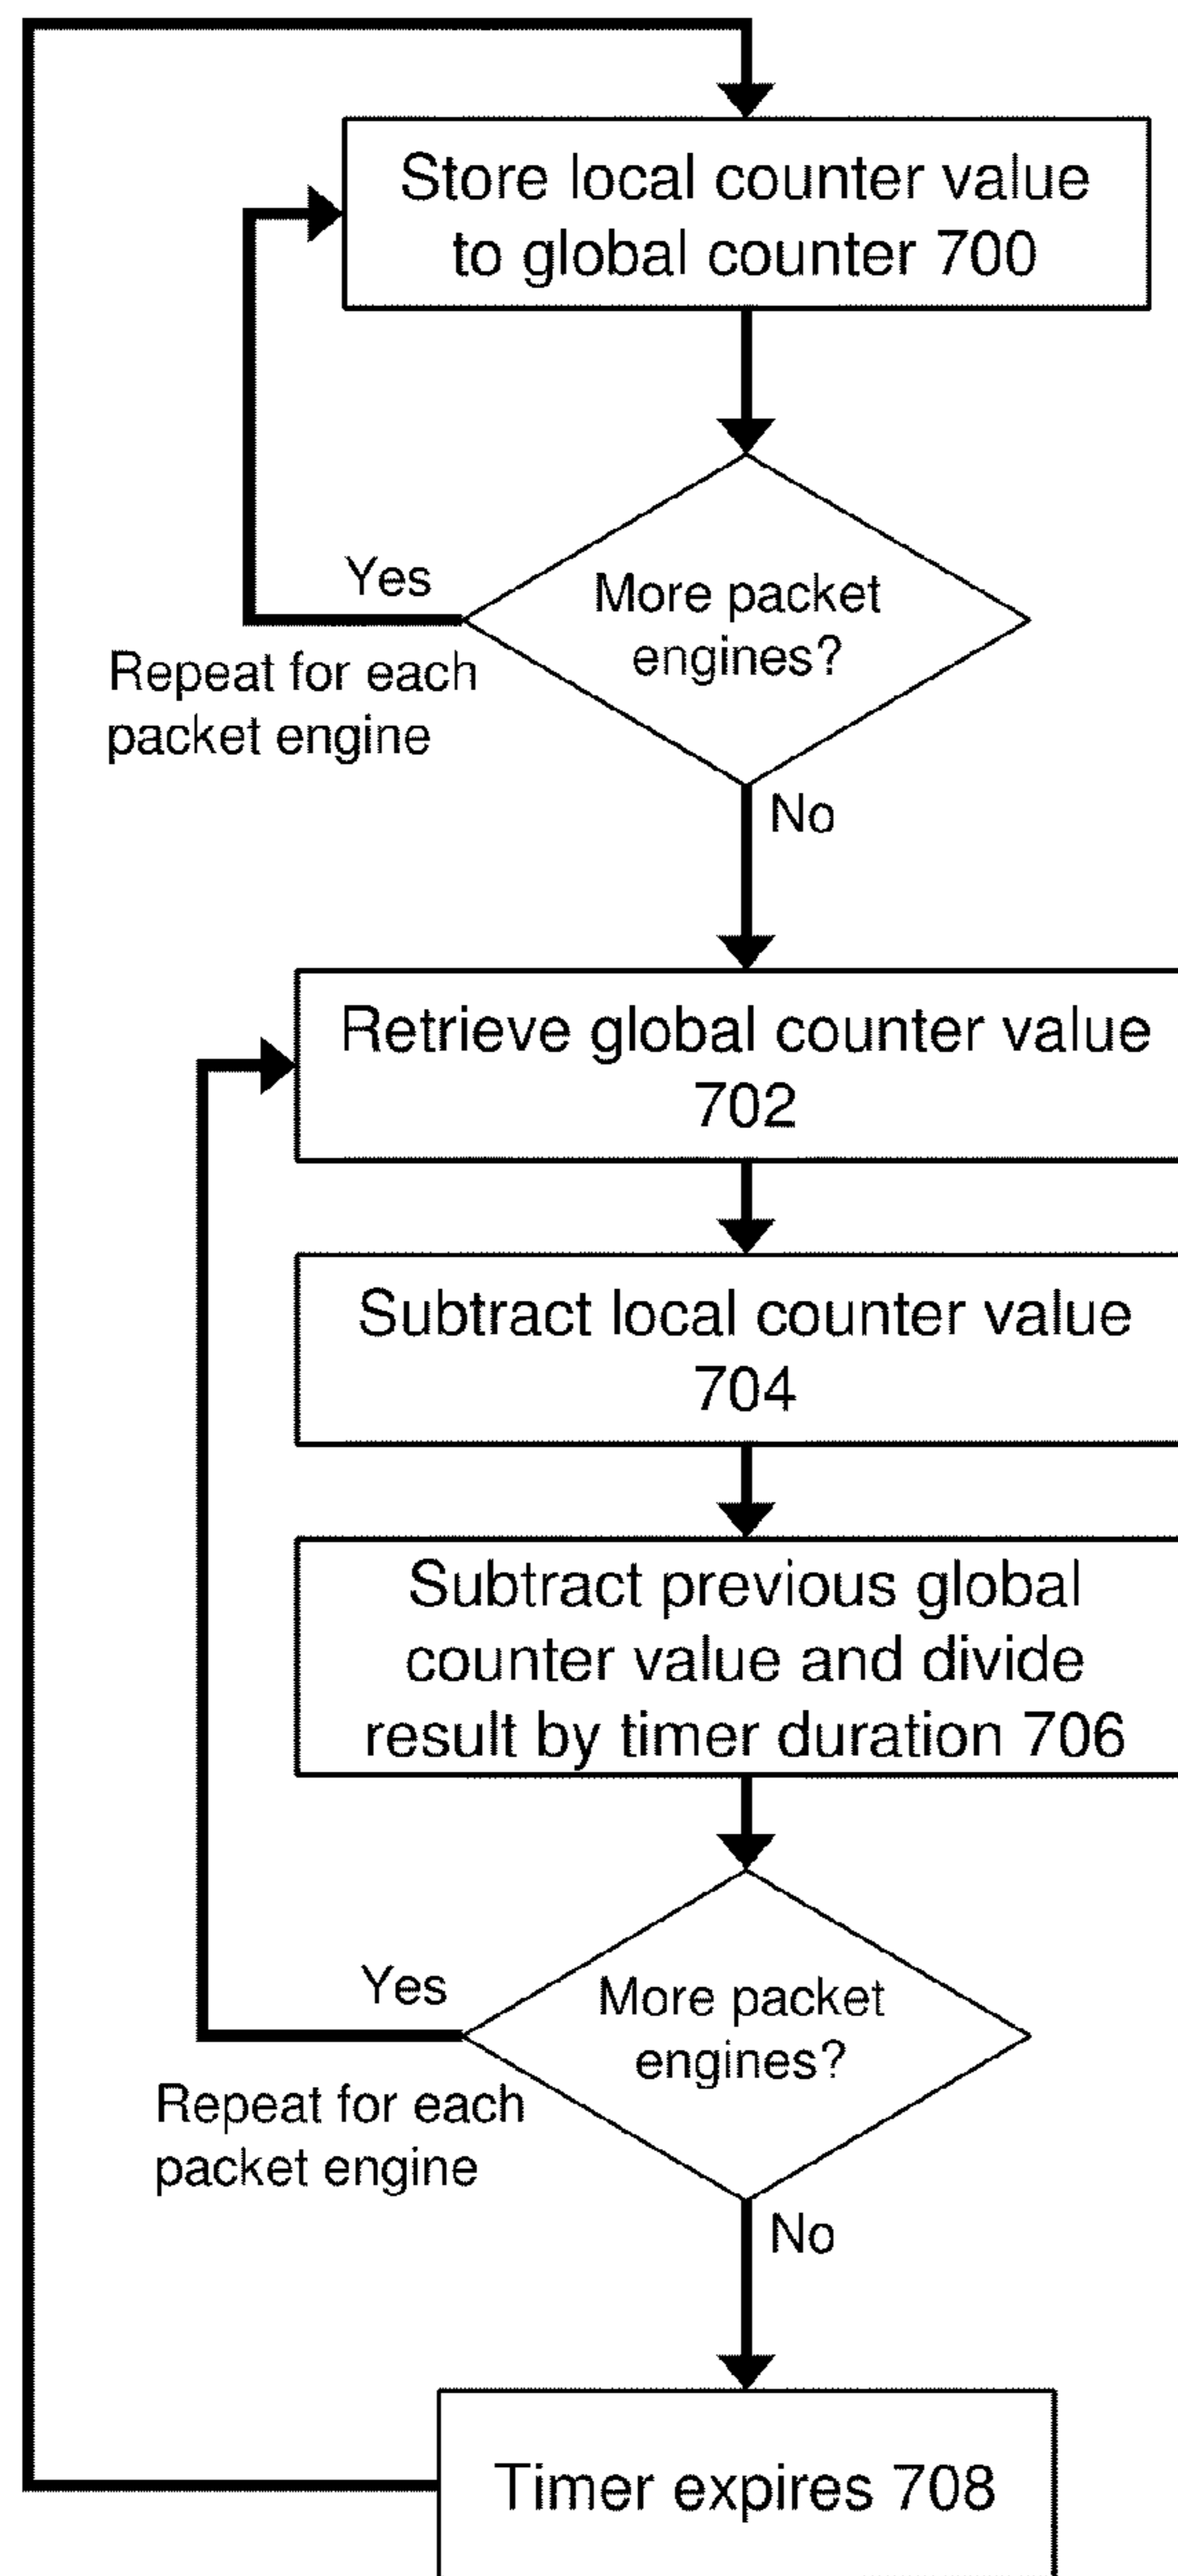 Store local counter value
to global counter 700
More packet
engines?
Yes
Repeat for each
packet engine
No
Retrieve global counter value
702
Subtract local counter value
704
Subtract previous global
counter value and divide
result by timer duration 706
More packet
engines?
Yes
Repeat for each
packet engine
No
Timer expires 708